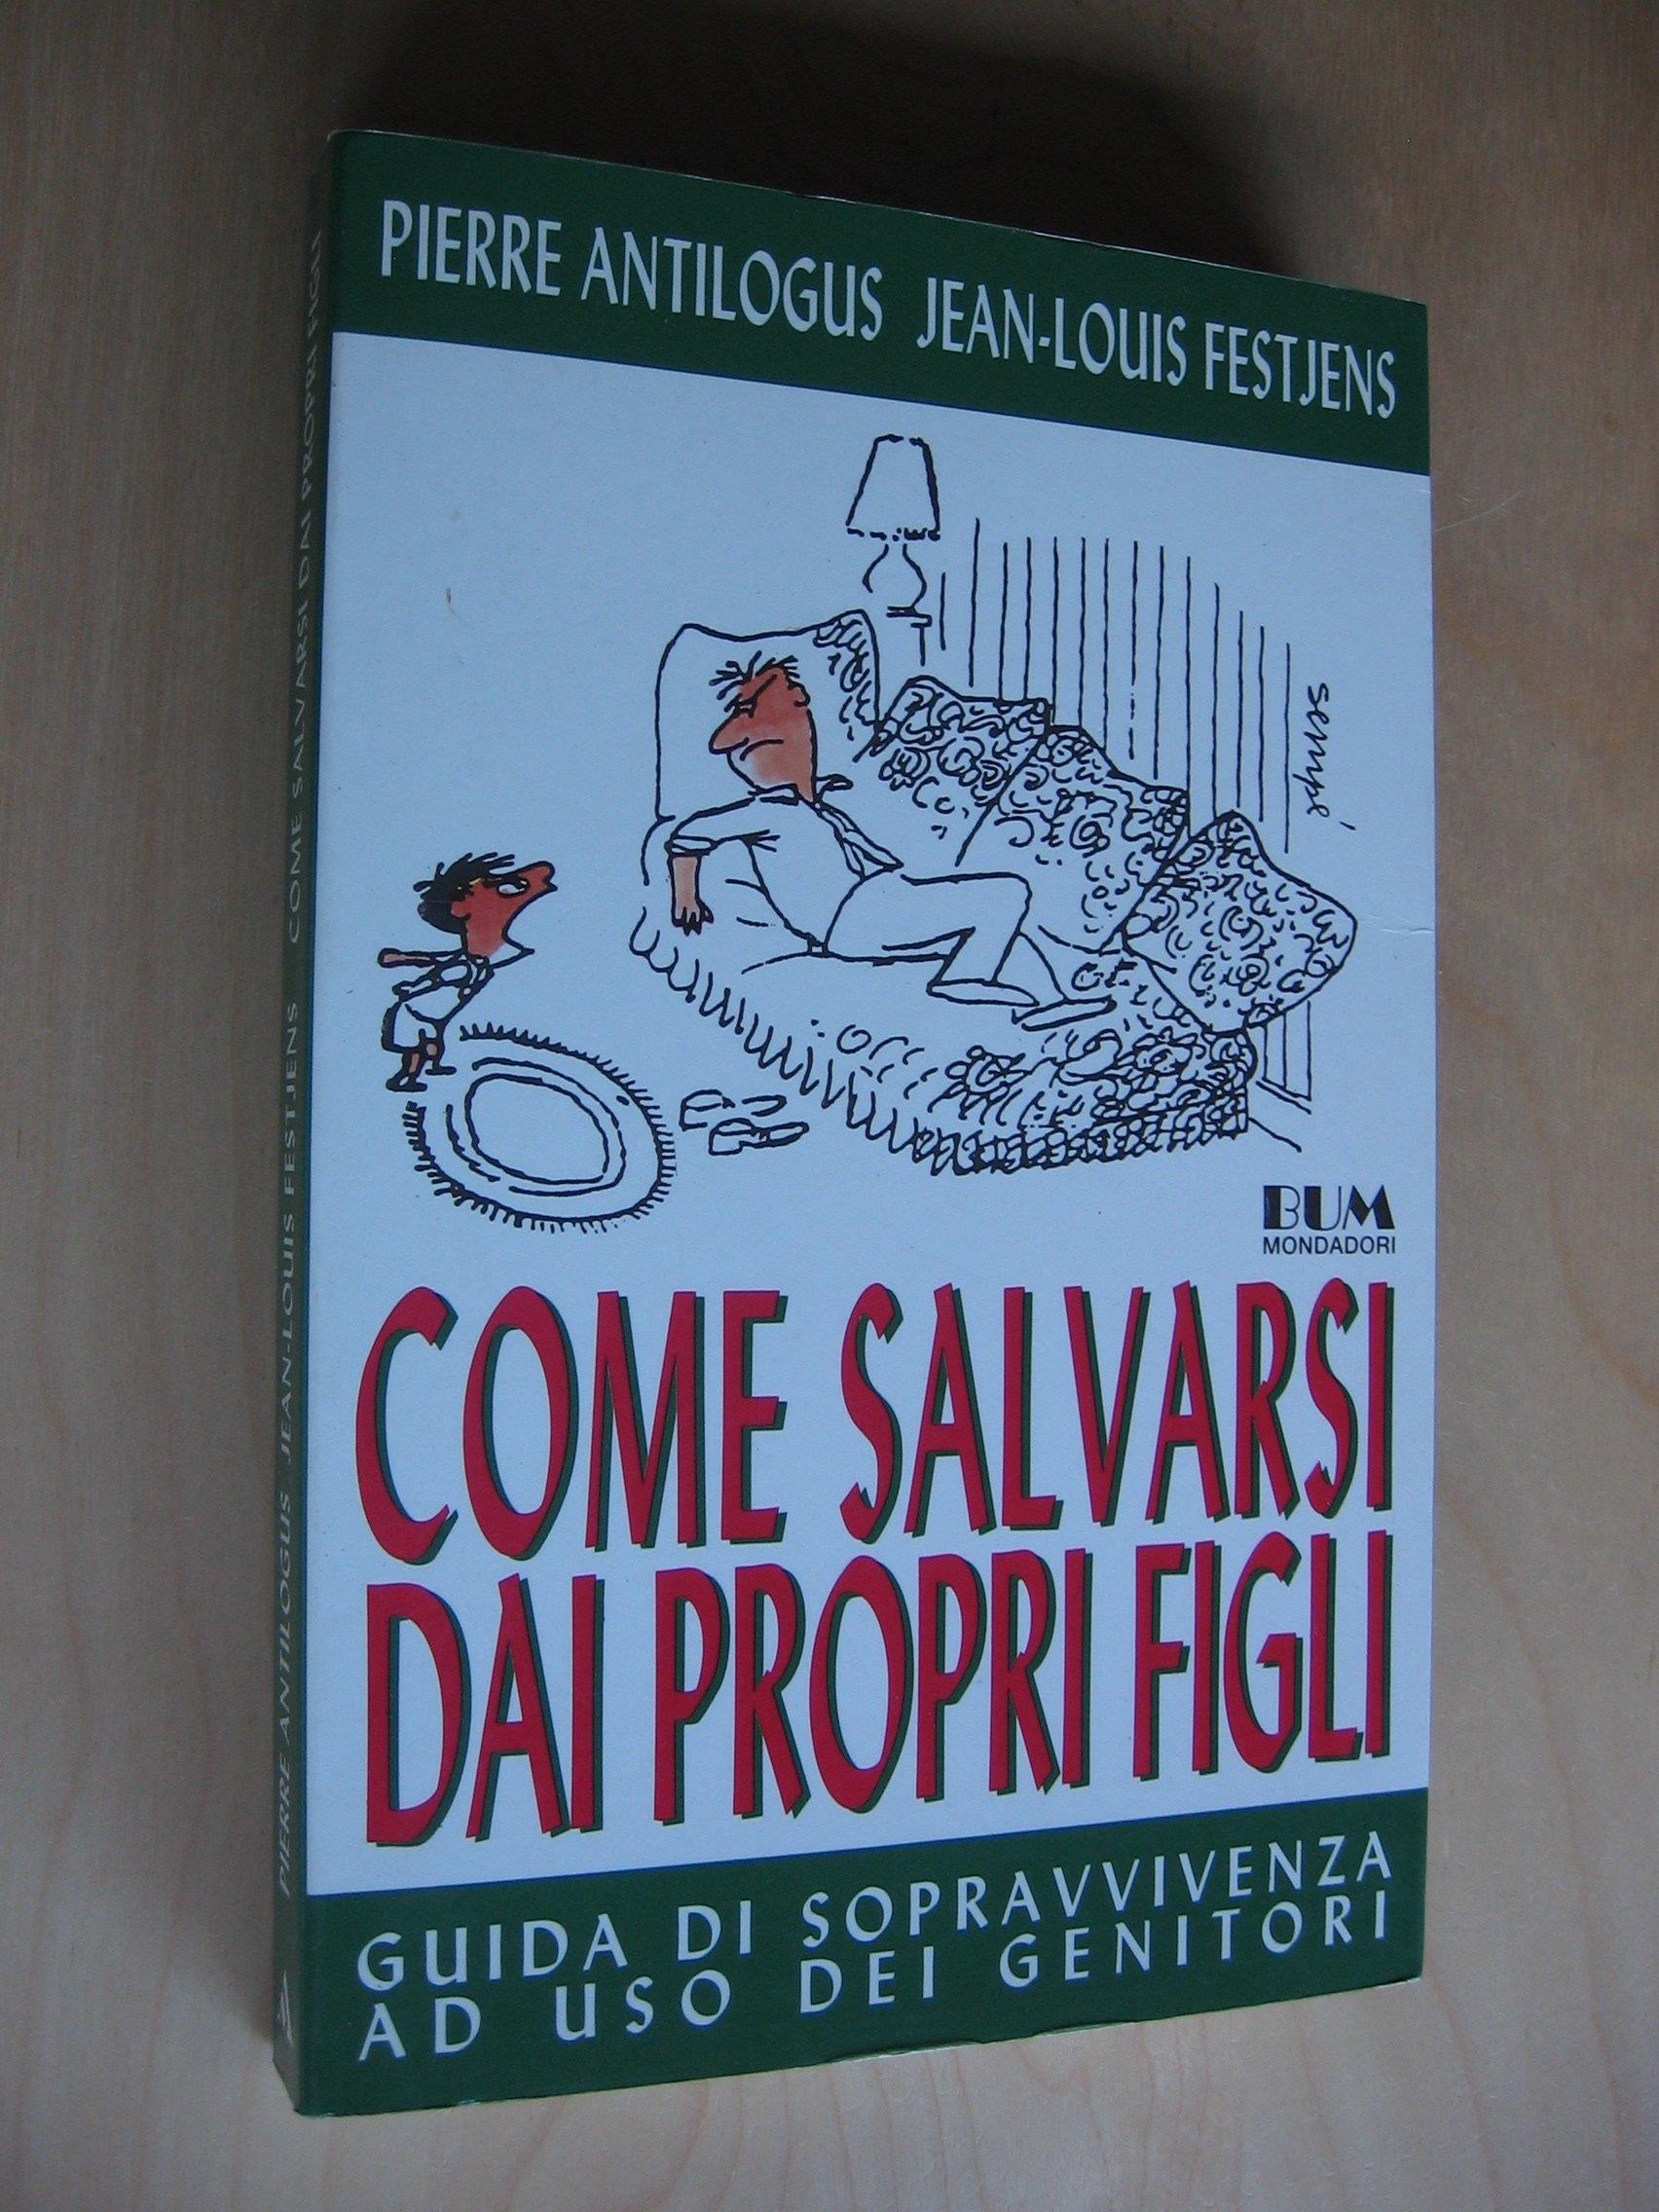 PIERRE ANTILOGUS JEAN-LOUIS FESTJENS
sempé
BUM
MONDADORI
COME SALVARSI
DAI PROPRI FIGLI
GUIDA DI SOPRAVVIVENZA
AD USO DEI GENITORI
PIERRE ANTILOGUS JEAN-LOUIS FESTJENS COME SALVARSI DAI PROPRI FIGLI